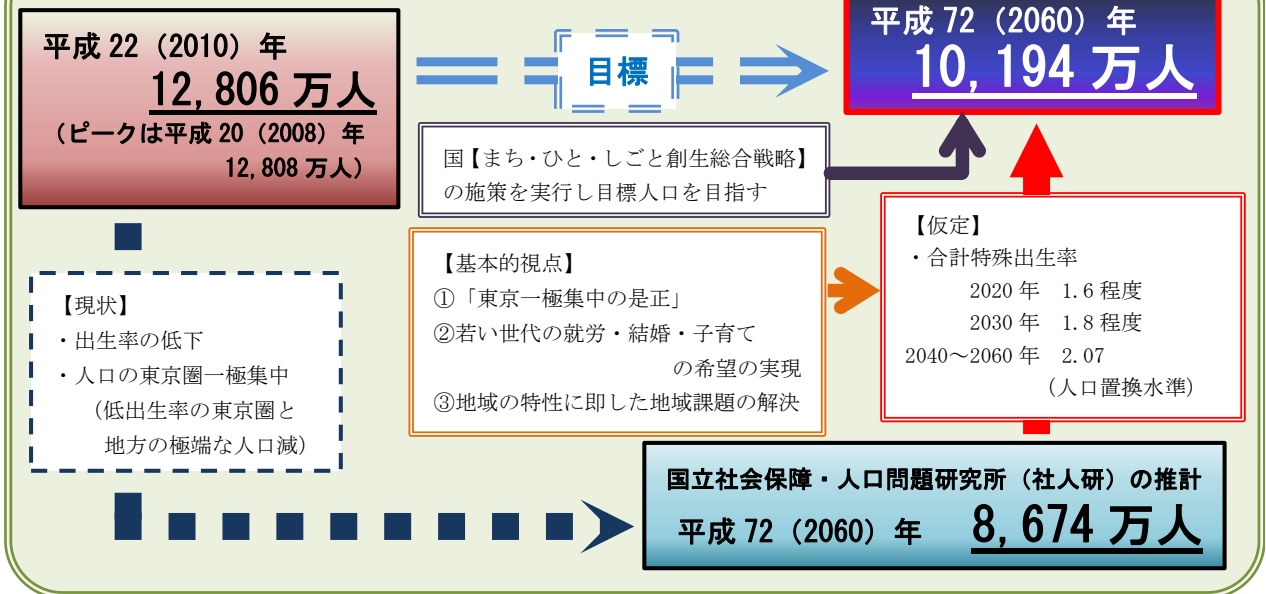 平成 22（2010）年
12,806 万人
（ピークは平成 20（2008）年
12,808 万人）
目標
平成 72（2060）年
10,194 万人
国【まち・ひと・しごと創生総合戦略】
の施策を実行し目標人口を目指す
【仮定】
・合計特殊出生率
2020 年 1.6 程度
2030 年 1.8 程度
2040～2060 年 2.07
（人口置換水準）
【基本的視点】
①「東京一極集中の是正」
②若い世代の就労・結婚・子育て
の希望の実現
③地域の特性に即した地域課題の解決
【現状】
・出生率の低下
・人口の東京圏一極集中
（低出生率の東京圏と
地方の極端な人口減）
国立社会保障・人口問題研究所（社人研）の推計
平成 72（2060）年 8,674 万人